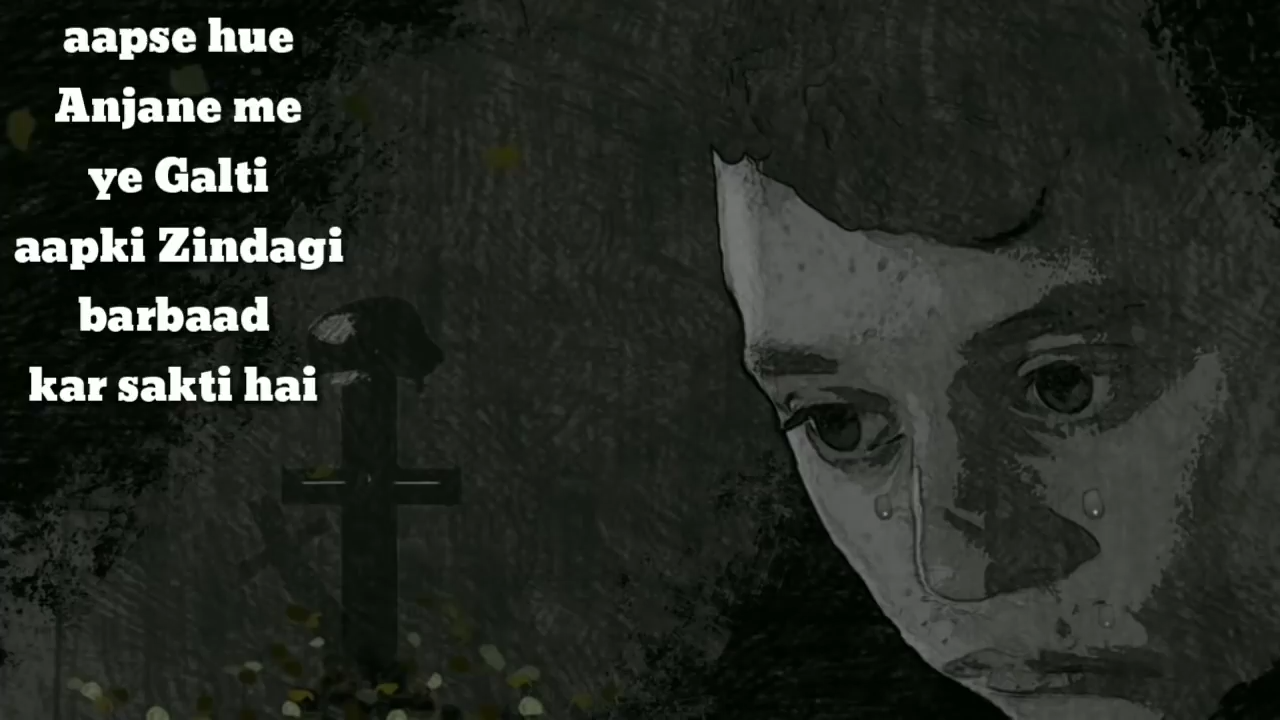 aapse hue
Anjane me
ye Galti
aapki Zindagi
barbaad
kar sakti hai